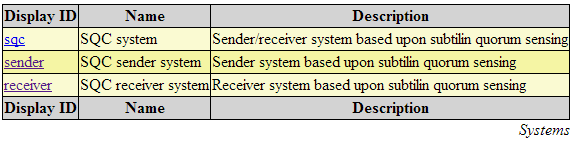 Display ID Name Description
sqc SQC system Sender/receiver system based upon subtilin quorum sensing
sender SQC sender system Sender system based upon subtilin quorum sensing
receiver SQC receiver system Receiver system based upon subtilin quorum sensing
Display ID Name Description
Systems